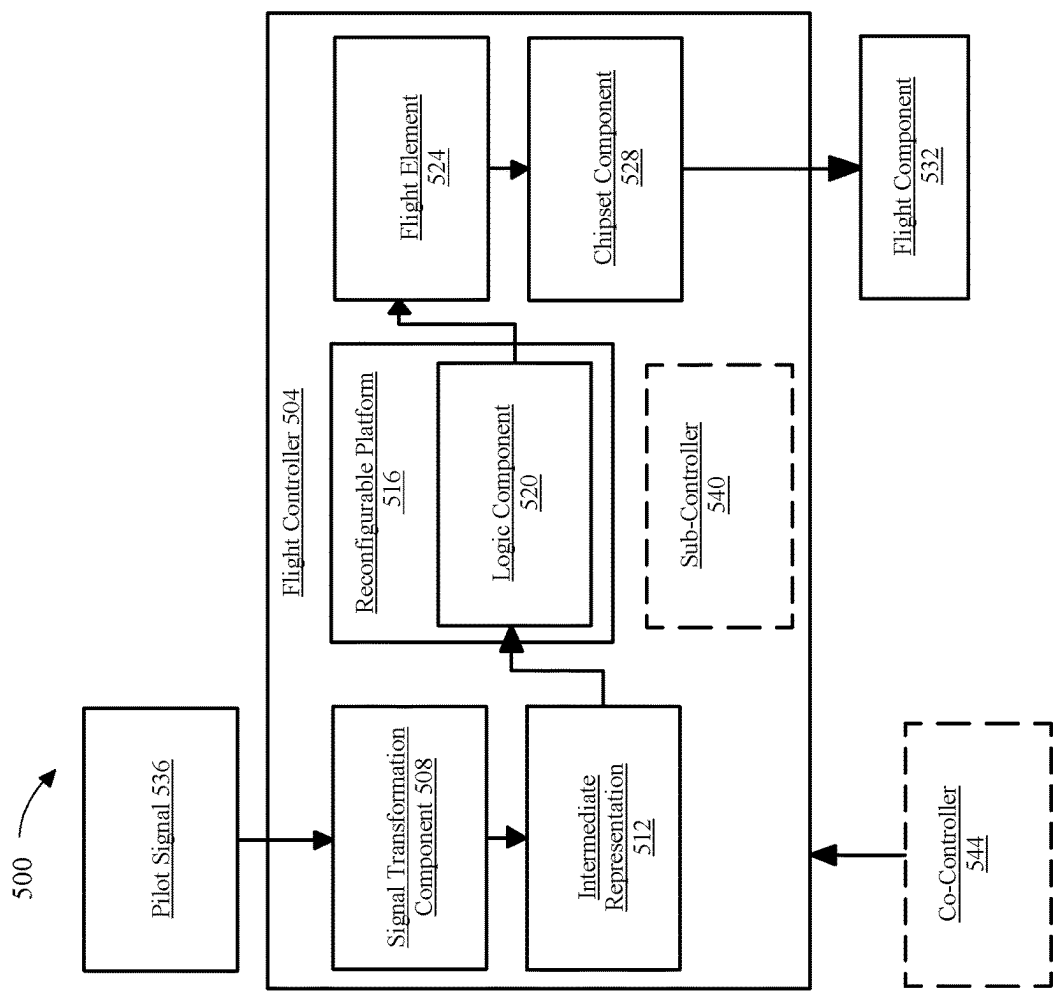 500
Pilot Signal 536
Flight Controller 504
Signal Transformation
Component 508
Intermediate
Representation
512
Reconfigurable Platform
516
Logic Component
520
Flight Element
524
Chipset Component
528
Flight Component
532
Sub-Controller
540
Co-Controller
544